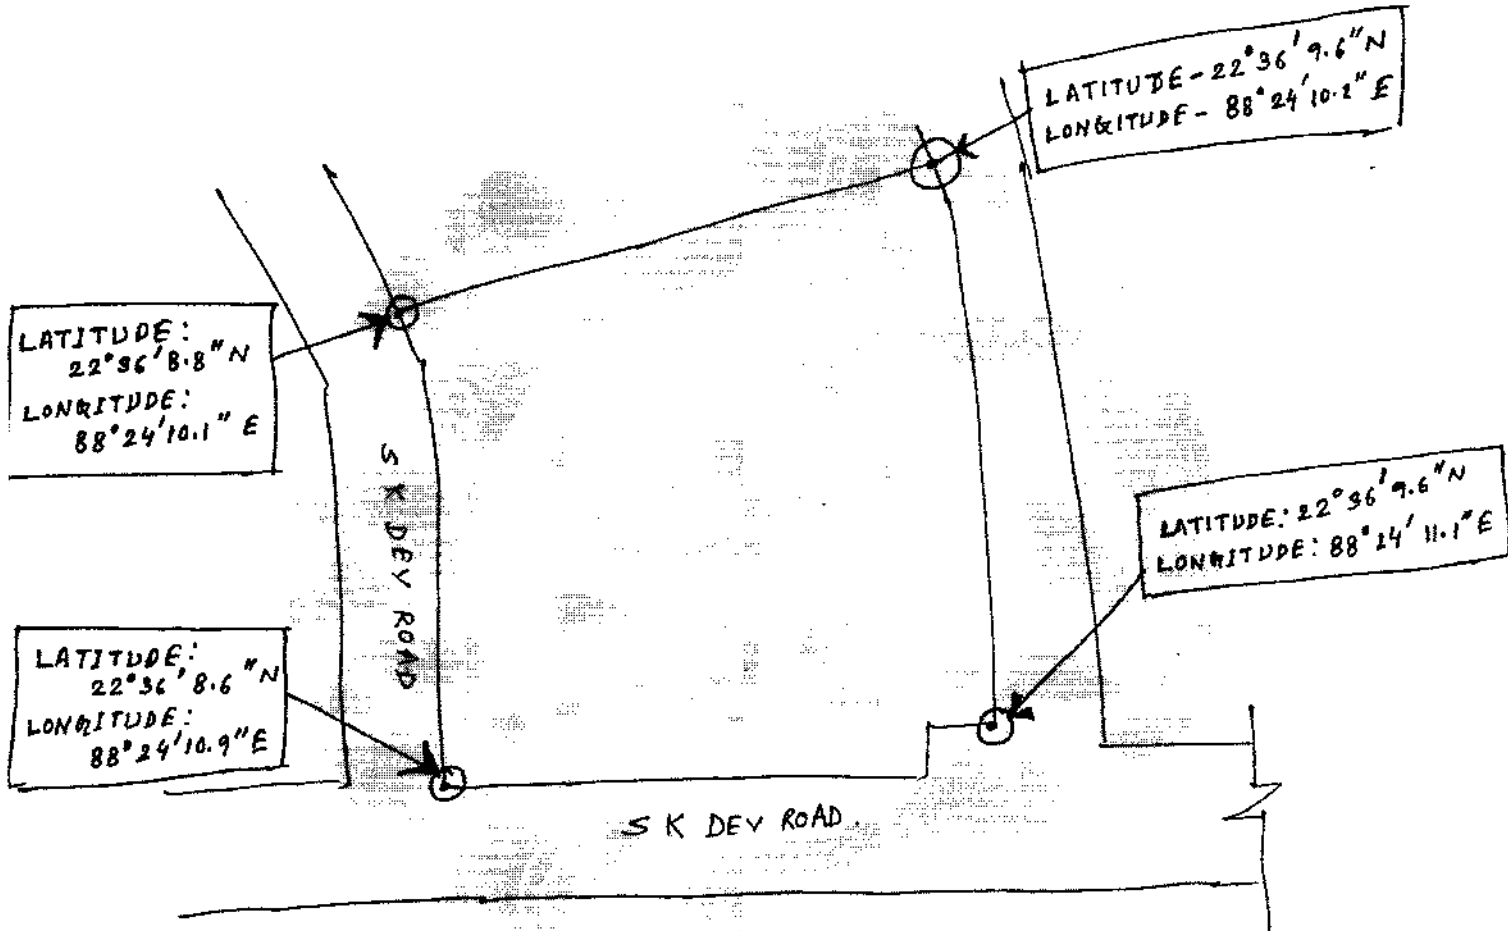 LATITUDE - 22°36'9.6"N
LONGITUDE - 88°24'10.2"E
LATITUDE:
22°36'8.8"N
LONGITUDE:
88°24'10.1"E
S K DEV ROAD
LATITUDE: 22°36'9.6"N
LONGITUDE: 88°24'11.1"E
LATITUDE:
22°36'8.6"N
LONGITUDE:
88°24'10.9"E
S K DEV ROAD.